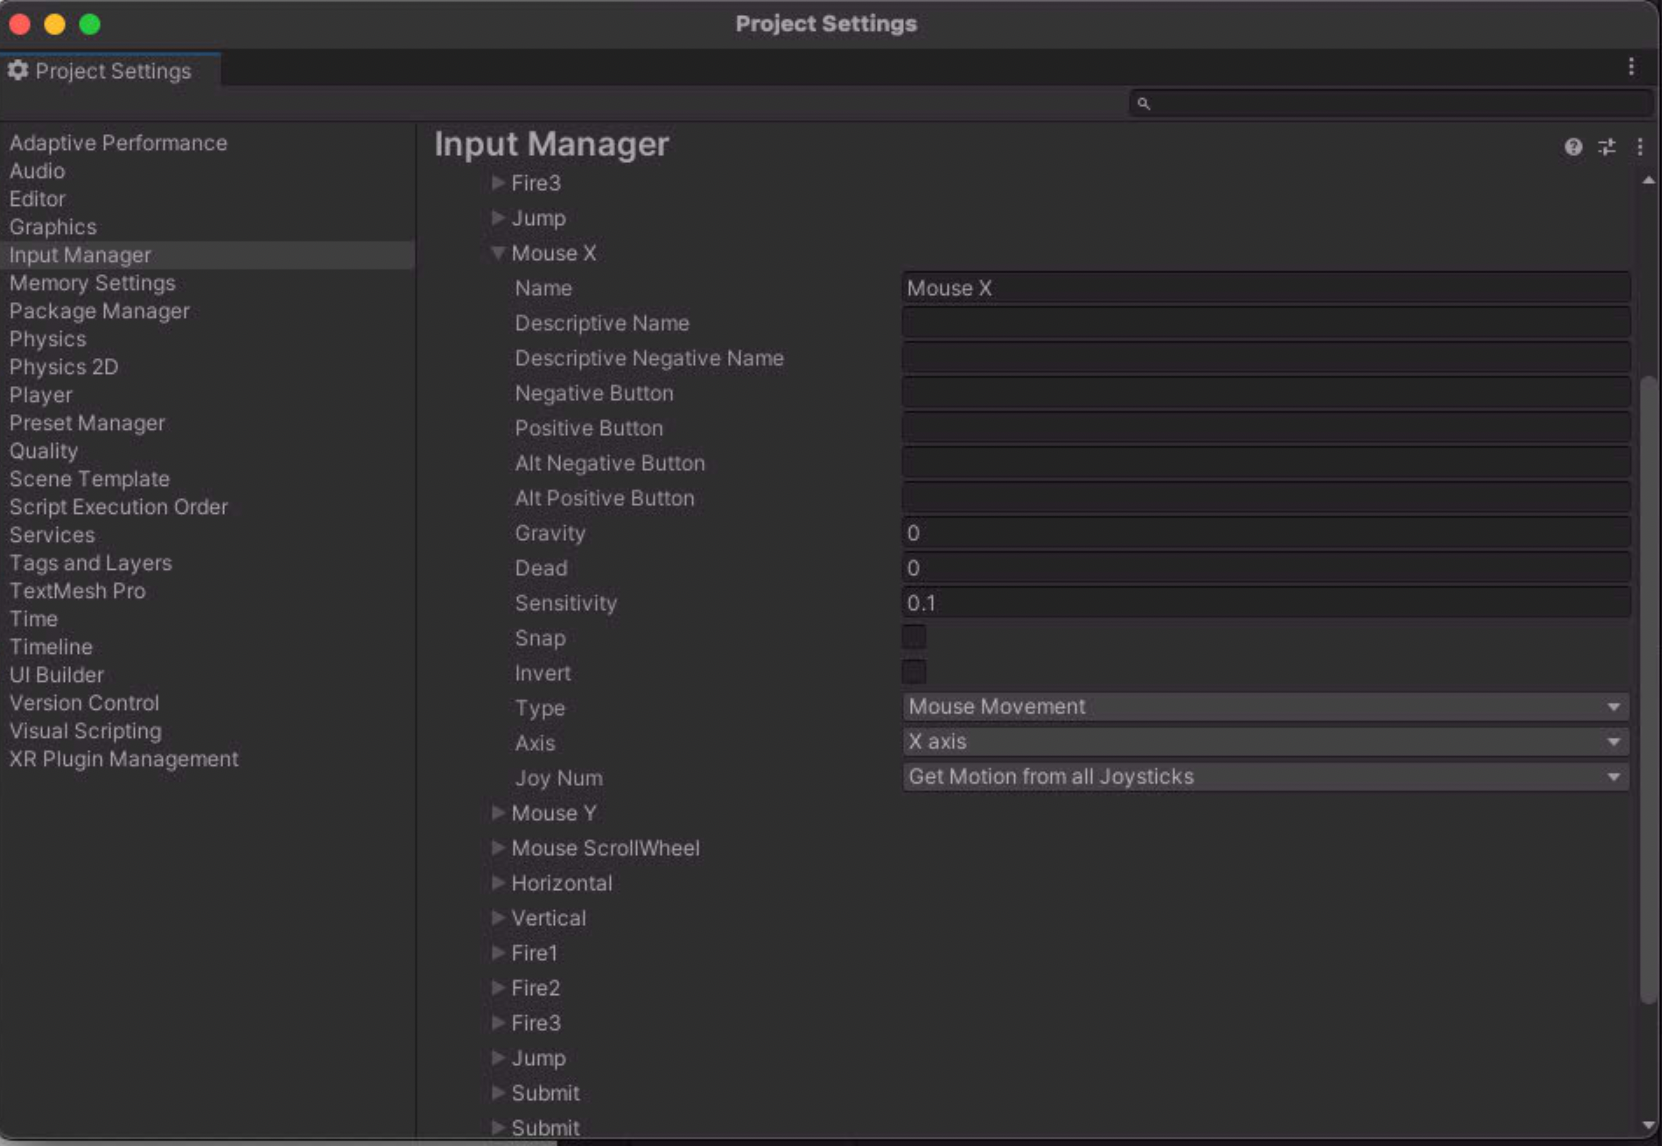 Project Settings
Project Settings
Adaptive Performance
Audio
Editor
Graphics
Input Manager
Memory Settings
Package Manager
Physics
Physics 2D
Player
Preset Manager
Quality
Scene Template
Script Execution Order
Services
Tags and Layers
TextMesh Pro
Time
Timeline
UI Builder
Version Control
Visual Scripting
XR Plugin Management
Input Manager
Fire3
Jump
Mouse X
Name Mouse X
Descriptive Name
Descriptive Negative Name
Negative Button
Positive Button
Alt Negative Button
Alt Positive Button
Gravity 0
Dead 0
Sensitivity 0.1
Snap
Invert
Type Mouse Movement
Axis X axis
Joy Num Get Motion from all Joysticks
Mouse Y
Mouse ScrollWheel
Horizontal
Vertical
Fire1
Fire2
Fire3
Jump
Submit
Submit